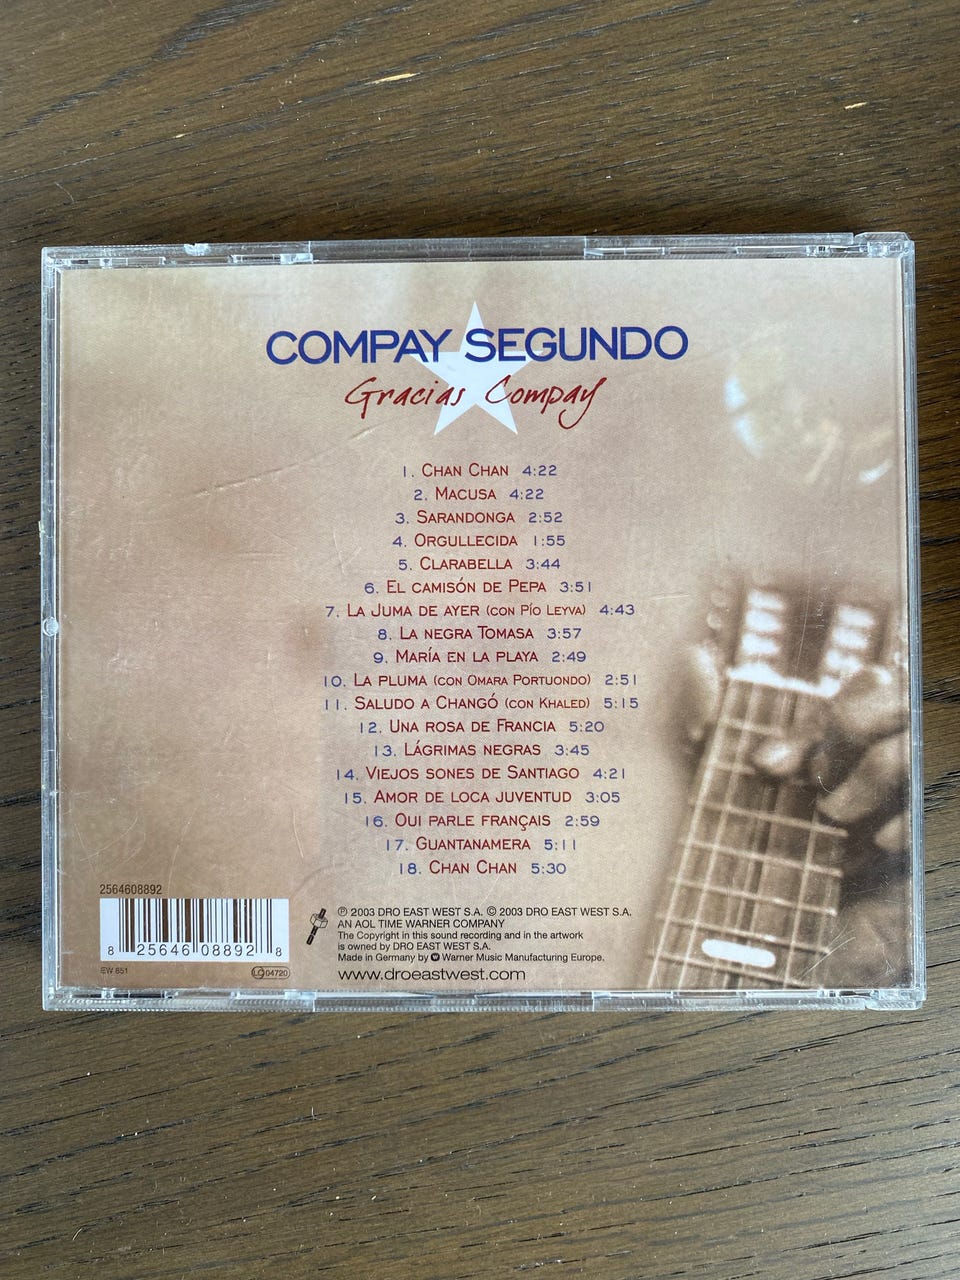 COMPAY SEGUNDO
Gracias Compay
1. CHAN CHAN 4:22
2. MACUSA 4:22
3. SARANDONGA 2:52
4. ORGULLECIDA 1:55
5. CLARABELLA 3:44
6. EL CAMISÓN DE PEPA 3:51
7. LA JUMA DE AYER (CON PÍO LEYVA) 4:43
8. LA NEGRA TOMASA 3:57
9. MARÍA EN LA PLAYA 2:49
10. LA PLUMA (CON OMARA PORTUONDO) 2:51
11. SALUDO A CHANGÓ (CON KHALED) 5:15
12. UNA ROSA DE FRANCIA 5:20
13. LÁGRIMAS NEGRAS 3:45
14. VIEJOS SONES DE SANTIAGO 4:21
15. AMOR DE LOCA JUVENTUD 3:05
16. OUI PARLE FRANÇAIS 2:59
17. GUANTANAMERA 5:11
18. CHAN CHAN 5:30
2564608892
8 25646 08892 8
EW 851
LC 04720
℗ 2003 DRO EAST WEST S.A. © 2003 DRO EAST WEST S.A.
AN AOL TIME WARNER COMPANY
The Copyright in this sound recording and in the artwork
is owned by DRO EAST WEST S.A.
Made in Germany by Warner Music Manufacturing Europe.
www.droeastwest.com